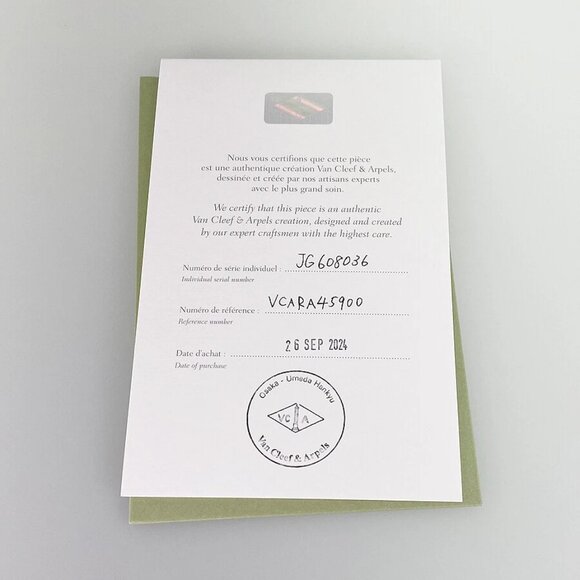 Nous vous certifions que cette pièce
est une authentique création Van Cleef & Arpels,
dessinée et créée par nos artisans experts
avec le plus grand soin.
We certify that this piece is an authentic
Van Cleef & Arpels creation, designed and created
by our expert craftsmen with the highest care.
Numéro de série individuel : JG608036
Individual serial number
Numéro de référence : VCARA45900
Reference number
Date d'achat : 26 SEP 2024
Date of purchase
Osaka - Umeda Hankyu
VC A
Van Cleef & Arpels